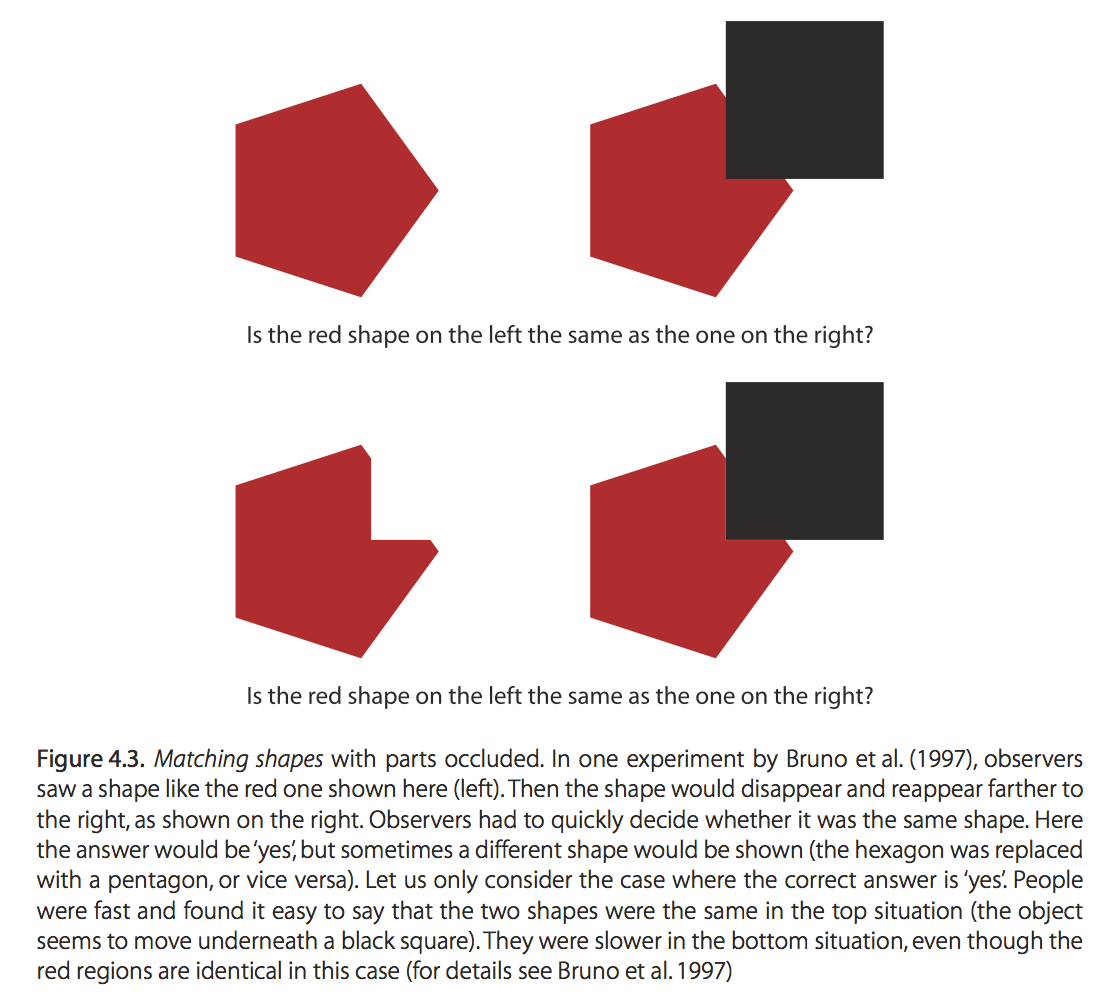 Is the red shape on the left the same as the one on the right?
Is the red shape on the left the same as the one on the right?
Figure 4.3. Matching shapes with parts occluded. In one experiment by Bruno et al. (1997), observers
saw a shape like the red one shown here (left). Then the shape would disappear and reappear farther to
the right, as shown on the right. Observers had to quickly decide whether it was the same shape. Here
the answer would be ‘yes’, but sometimes a different shape would be shown (the hexagon was replaced
with a pentagon, or vice versa). Let us only consider the case where the correct answer is ‘yes’. People
were fast and found it easy to say that the two shapes were the same in the top situation (the object
seems to move underneath a black square). They were slower in the bottom situation, even though the
red regions are identical in this case (for details see Bruno et al. 1997)